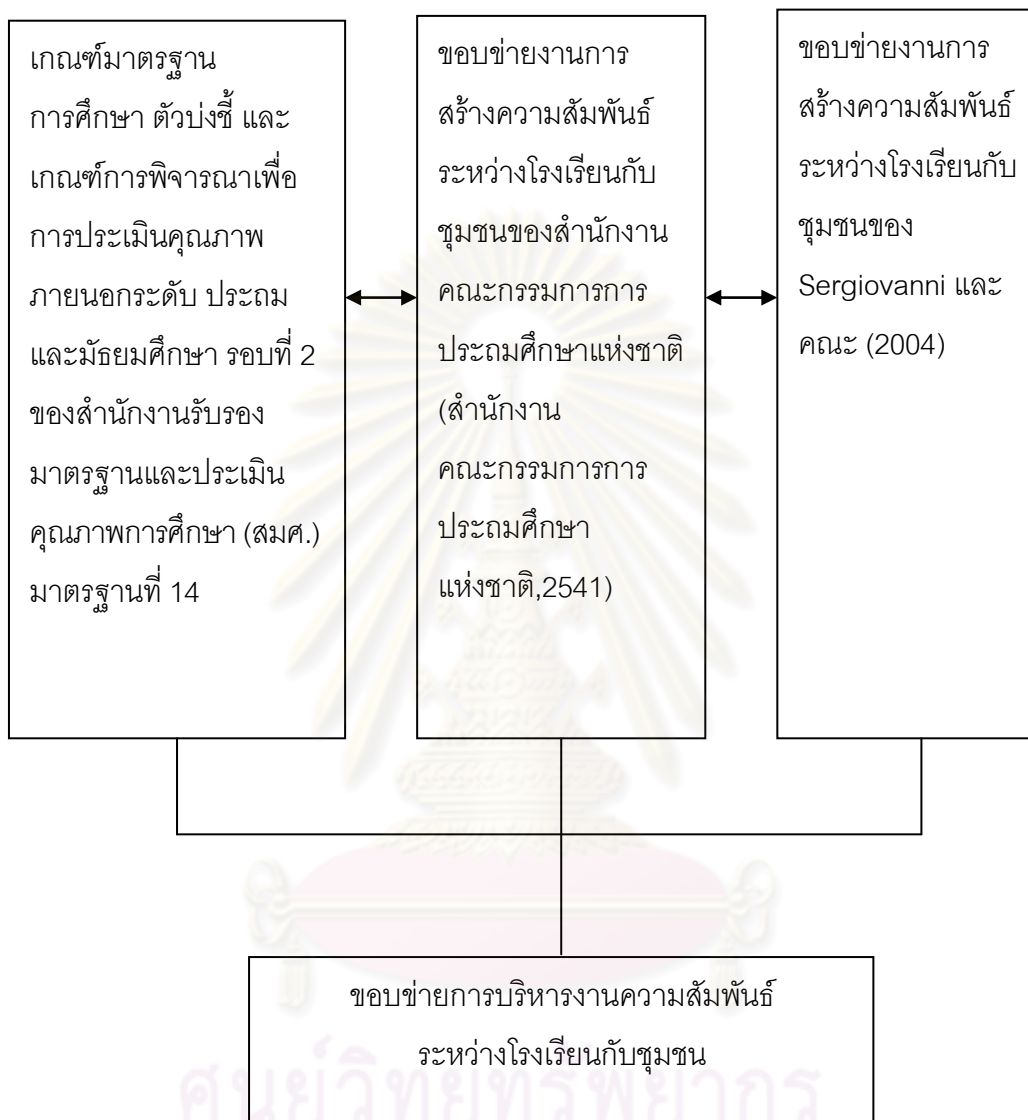 เกณฑ์มาตรฐาน
การศึกษา ตัวบ่งชี้ และ
เกณฑ์การพิจารณาเพื่อ
การประเมินคุณภาพ
ภายนอกระดับ ประถม
และมัธยมศึกษา รอบที่ 2
ของสำนักงานรับรอง
มาตรฐานและประเมิน
คุณภาพการศึกษา (สมศ.)
มาตรฐานที่ 14
ขอบข่ายงานการ
สร้างความสัมพันธ์
ระหว่างโรงเรียนกับ
ชุมชนของสำนักงาน
คณะกรรมการการ
ประถมศึกษาแห่งชาติ
(สำนักงาน
คณะกรรมการการ
ประถมศึกษา
แห่งชาติ,2541)
ขอบข่ายงานการ
สร้างความสัมพันธ์
ระหว่างโรงเรียนกับ
ชุมชนของ
Sergiovanni และ
คณะ (2004)
ขอบข่ายการบริหารงานความสัมพันธ์
ระหว่างโรงเรียนกับชุมชน
ศูนย์วิทยทรัพยากร